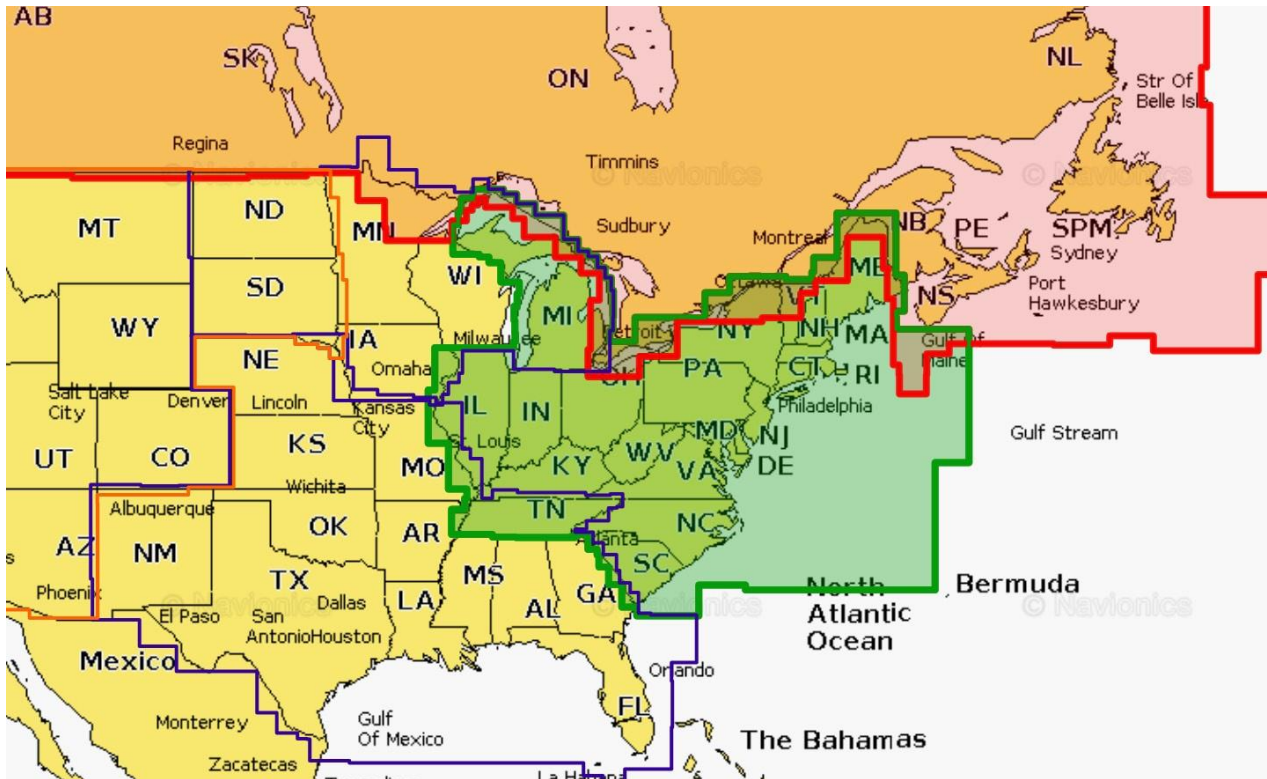 AB
SK
ON
NL
Str Of
Belle Isl
Regina
Timmins
© Navionics
© Navionics
© Navionics
MT
ND
MN
Sudbury
Montreal
NB
PE
SPM
Sydney
WI
SD
Ottawa
VT
ME
NS
Port
Hawkesbury
WY
MI
Detroit
NY
NH
MA
Gulf Of
Maine
IA
Milwaukee
NE
Omaha
OH
PA
CT
RI
Salt Lake
City
Denver
Lincoln
Kansas
City
IL
IN
Philadelphia
Gulf Stream
UT
CO
KS
St Louis
MO
KY
WV
MD
VA
NJ
DE
Wichita
Albuquerque
OK
AR
TN
NC
AZ
NM
Atlanta
SC
Phoenix
TX
Dallas
LA
MS
AL
GA
North
Atlantic
Ocean
Bermuda
© Navionics
© Navionics
© Navionics
El Paso
San
Antonio
Houston
Mexico
Orlando
FL
Monterrey
Gulf
Of Mexico
The Bahamas
Zacatecas
La Habana